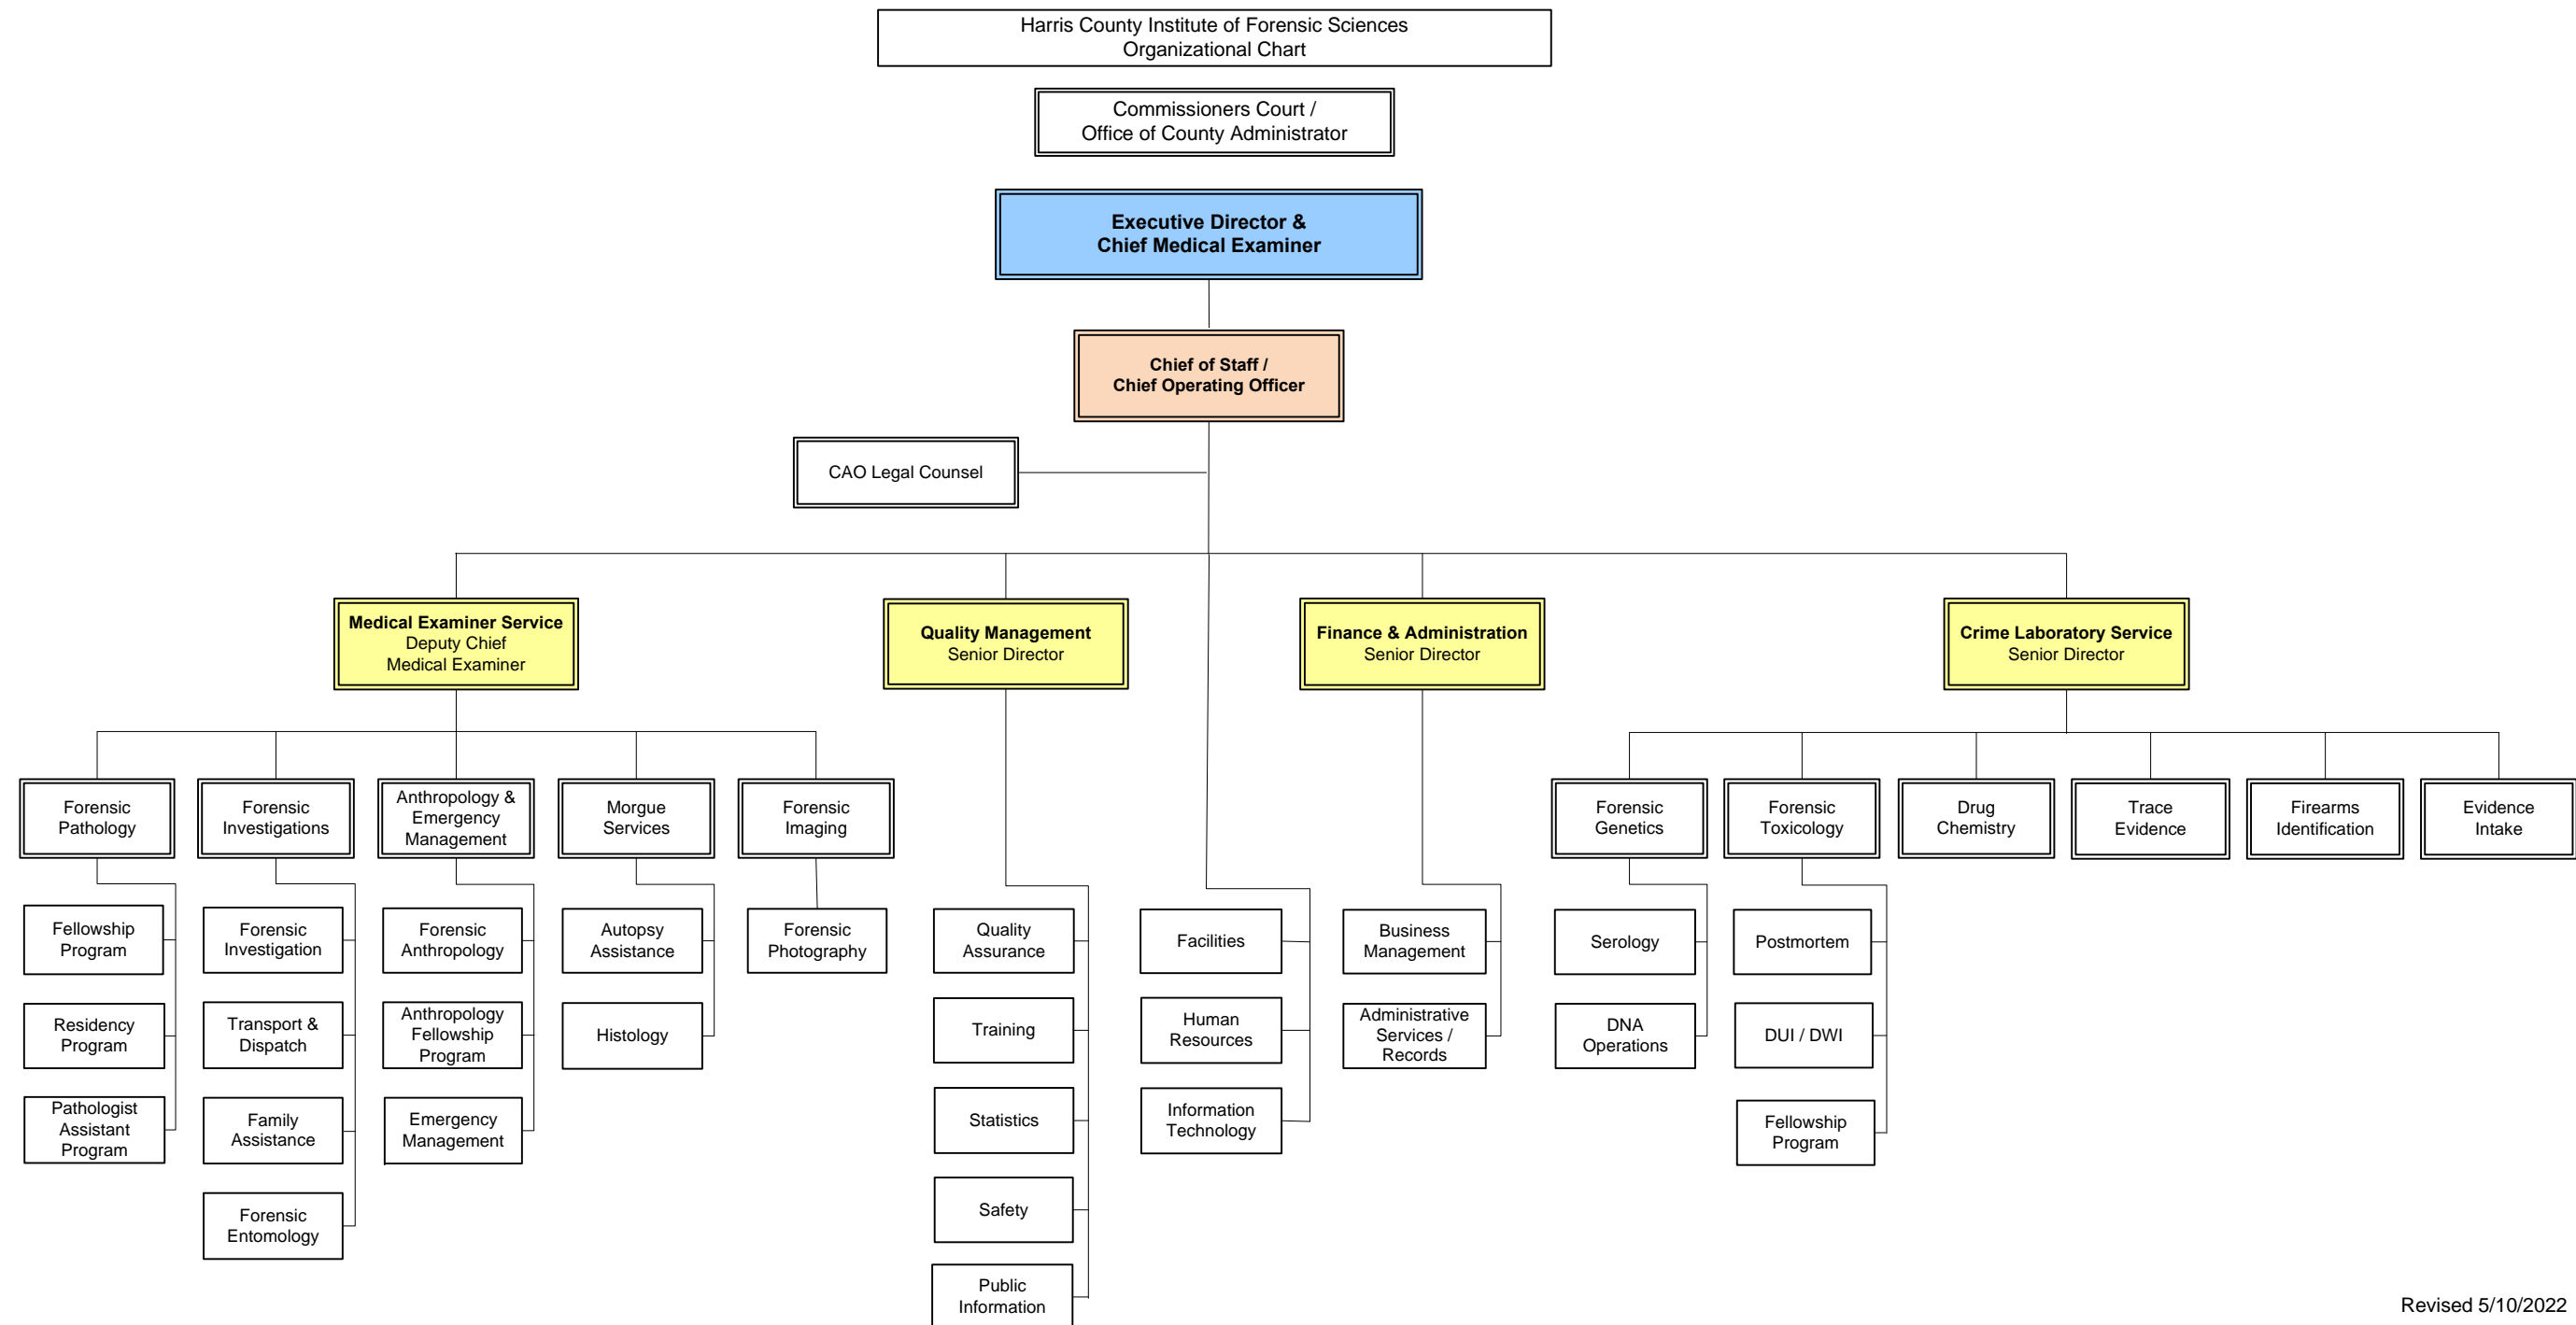 Harris County Institute of Forensic Sciences
Organizational Chart
Commissioners Court /
Office of County Administrator
Executive Director &
Chief Medical Examiner
Chief of Staff /
Chief Operating Officer
CAO Legal Counsel
Medical Examiner Service
Deputy Chief
Medical Examiner
Quality Management
Senior Director
Finance & Administration
Senior Director
Crime Laboratory Service
Senior Director
Forensic
Pathology
Forensic
Investigations
Anthropology &
Emergency
Management
Morgue
Services
Forensic
Imaging
Forensic
Genetics
Forensic
Toxicology
Drug
Chemistry
Trace
Evidence
Firearms
Identification
Evidence
Intake
Fellowship
Program
Residency
Program
Pathologist
Assistant
Program
Forensic
Investigation
Transport &
Dispatch
Family
Assistance
Forensic
Entomology
Forensic
Anthropology
Anthropology
Fellowship
Program
Emergency
Management
Autopsy
Assistance
Histology
Forensic
Photography
Quality
Assurance
Training
Statistics
Safety
Public
Information
Facilities
Human
Resources
Information
Technology
Business
Management
Administrative
Services /
Records
Serology
DNA
Operations
Postmortem
DUI / DWI
Fellowship
Program
Revised 5/10/2022